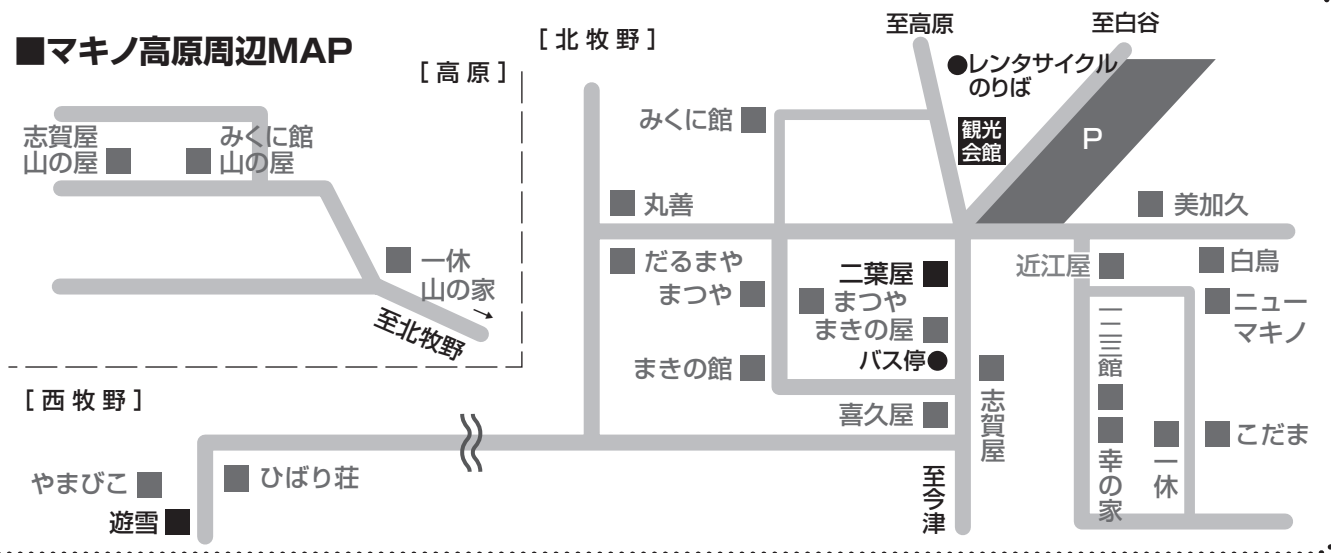 ■マキノ高原周辺MAP
[高原]
志賀屋
山の屋
みくに館
山の屋
一休
山の家
→
至北牧野
[北牧野]
至高原
至白谷
●レンタサイクル
のりば
観光
会館
P
みくに館
丸善
美加久
だるまや
まつや
二葉屋
まつや
まきの屋
バス停●
まきの館
喜久屋
志賀屋
至今津
近江屋
白鳥
ニュー
マキノ
一二三館
幸の家
一休
こだま
[西牧野]
やまびこ
遊雪
ひばり荘